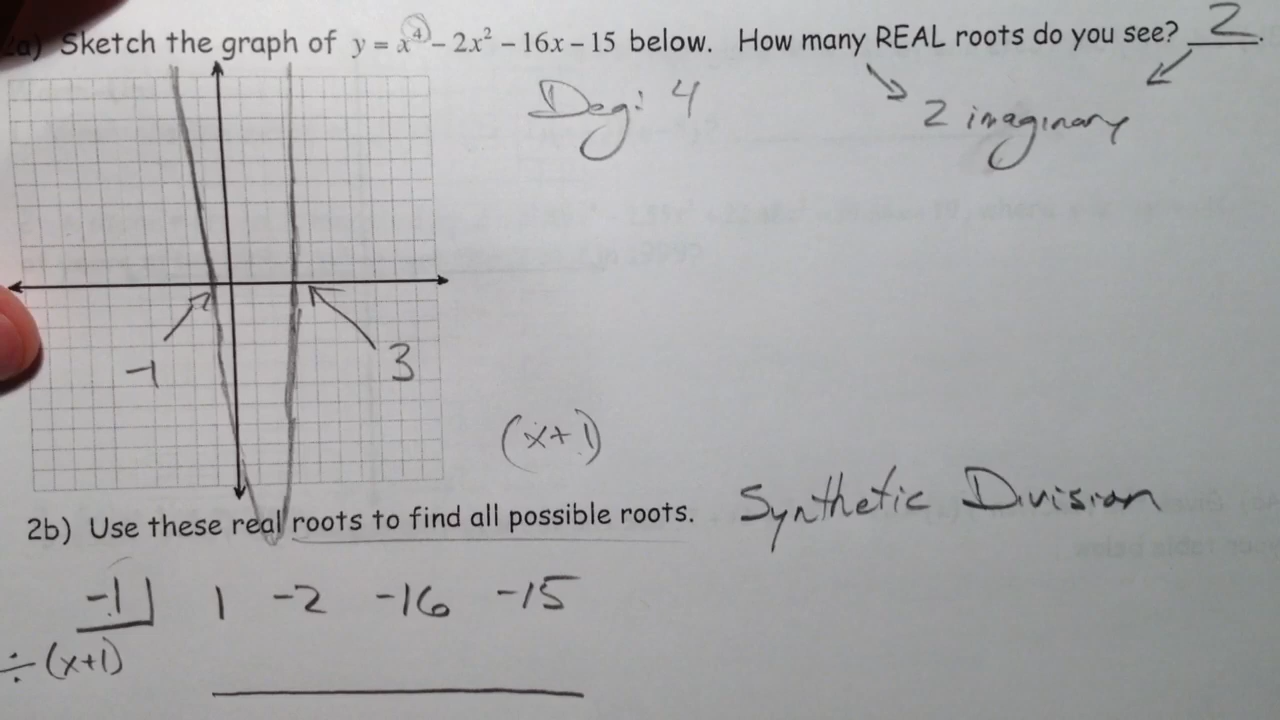 a) Sketch the graph of y = x⁴ – 2x² – 16x – 15 below. How many REAL roots do you see? 2.
Deg: 4
2 imaginary
-1
3
(x+1)
2b) Use these real roots to find all possible roots.
Synthetic Division
-1 1 -2 -16 -15
÷ (x+1)